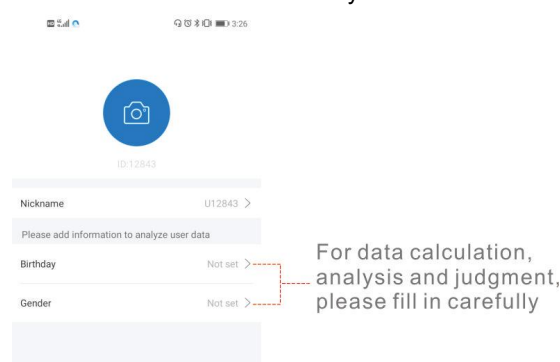 3:26
ID:12843
Nickname
U12843
Please add information to analyze user data
Birthday
Not set
Gender
Not set
For data calculation,
analysis and judgment,
please fill in carefully